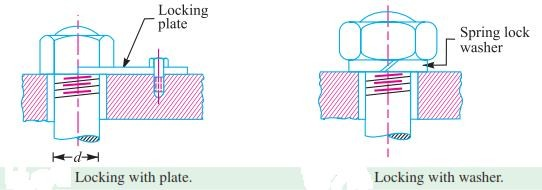 Locking
plate
Spring lock
washer
d
Locking with plate.
Locking with washer.